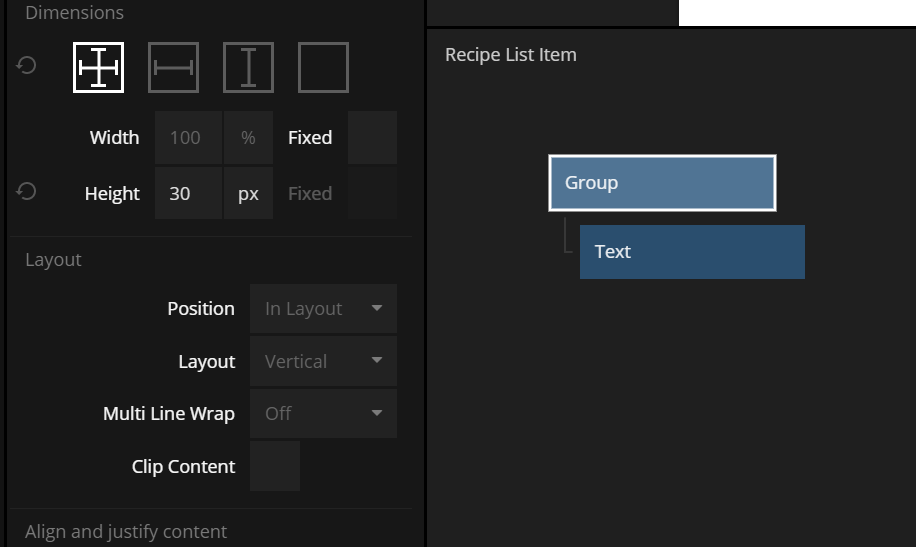 Dimensions
Width 100 % Fixed
Height 30 px Fixed
Layout
Position In Layout
Layout Vertical
Multi Line Wrap Off
Clip Content
Align and justify content
Recipe List Item
Group
Text